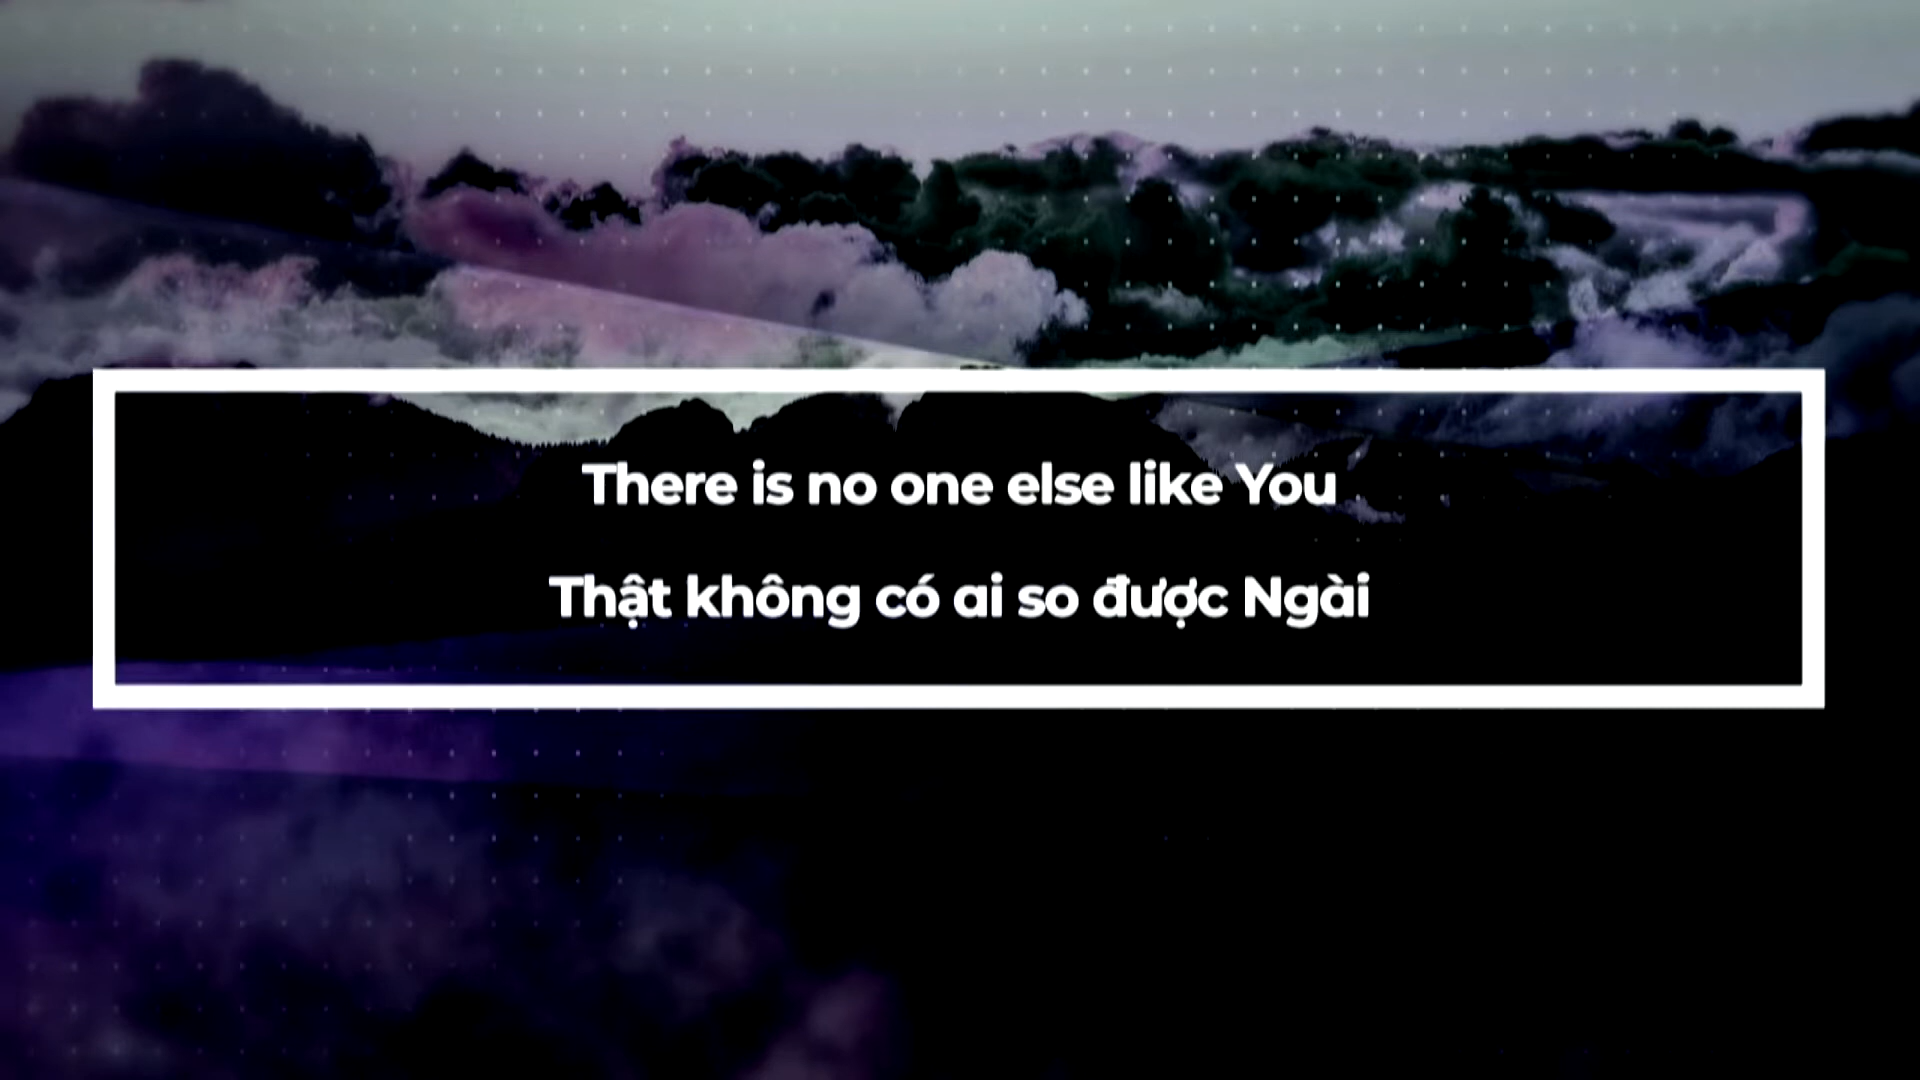 There is no one else like You
Thật không có ai so được Ngài